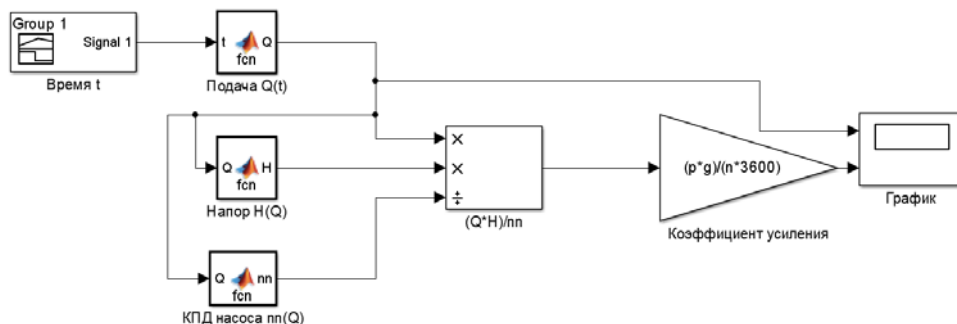 Group 1
Signal 1
Время t
t Q
fcn
Подача Q(t)
Q H
fcn
Напор H(Q)
Q nn
fcn
КПД насоса nn(Q)
×
×
÷
(Q*H)/nn
(p*g)/(n*3600)
Коэффициент усиления
График